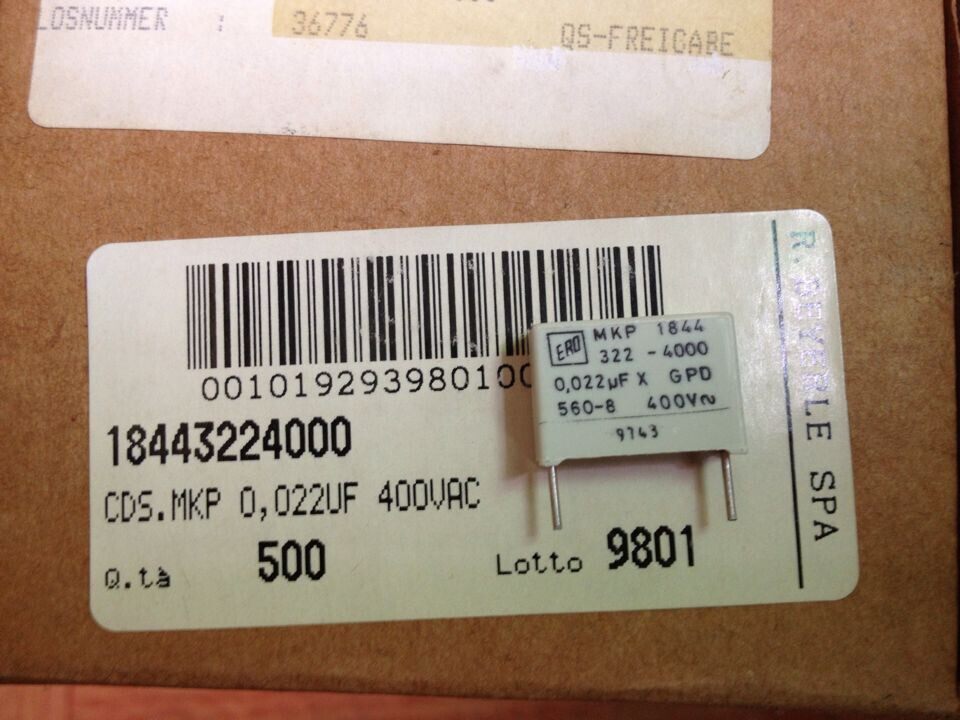 LOSNUMMER : 36776 QS-FREIGABE
00101929398010
18443224000
CDS.MKP 0,022UF 400VAC
Q.tà 500 Lotto 9801
R. BEYERLE SPA
ERO MKP 1844
322 - 4000
0,022µF X GPD
560-8 400V~
9743